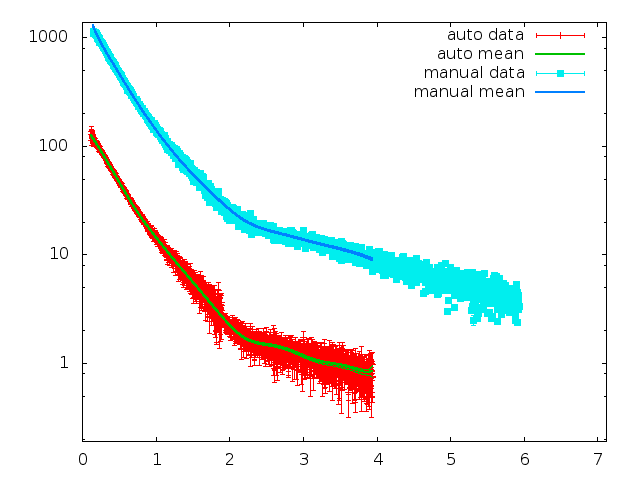 1000
100
10
1
auto data
auto mean
manual data
manual mean
0 1 2 3 4 5 6 7